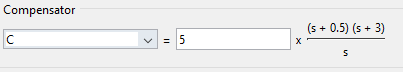 Compensator
C = 5 x (s + 0.5) (s + 3)
s